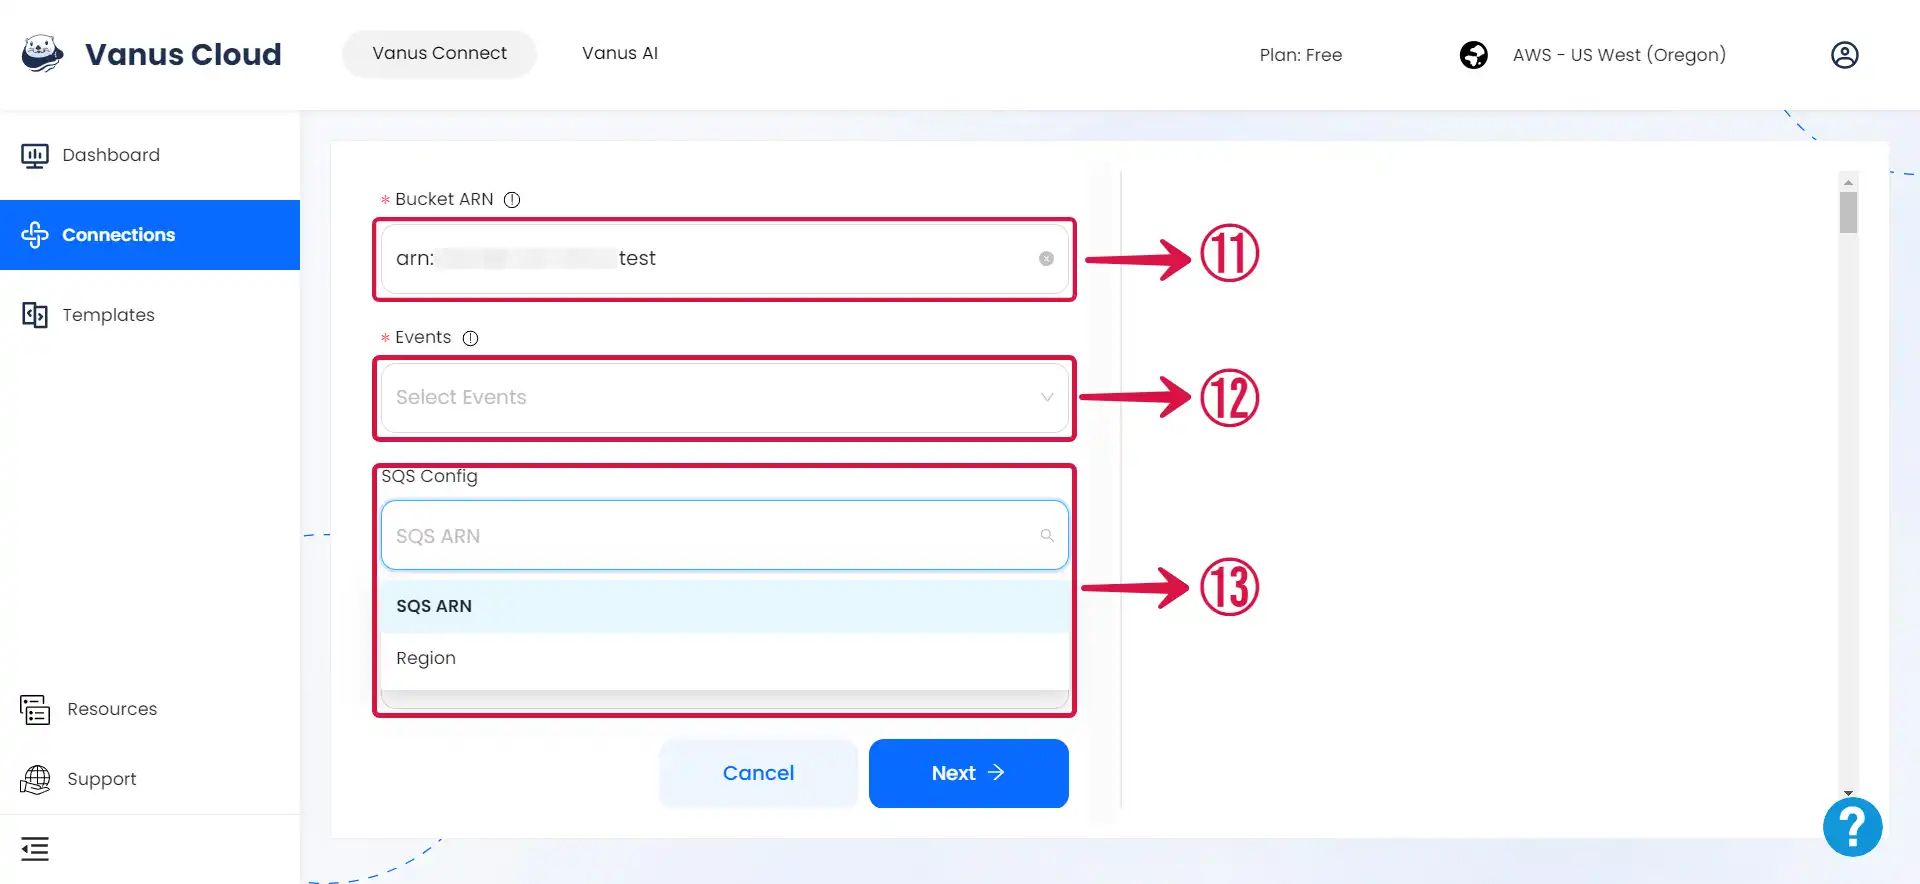 Vanus Cloud
Vanus Connect
Vanus AI
Plan: Free
AWS - US West (Oregon)
Dashboard
Connections
Templates
Resources
Support
* Bucket ARN
arn: test
⑪
* Events
Select Events
⑫
SQS Config
SQS ARN
SQS ARN
Region
⑬
Cancel
Next →
?